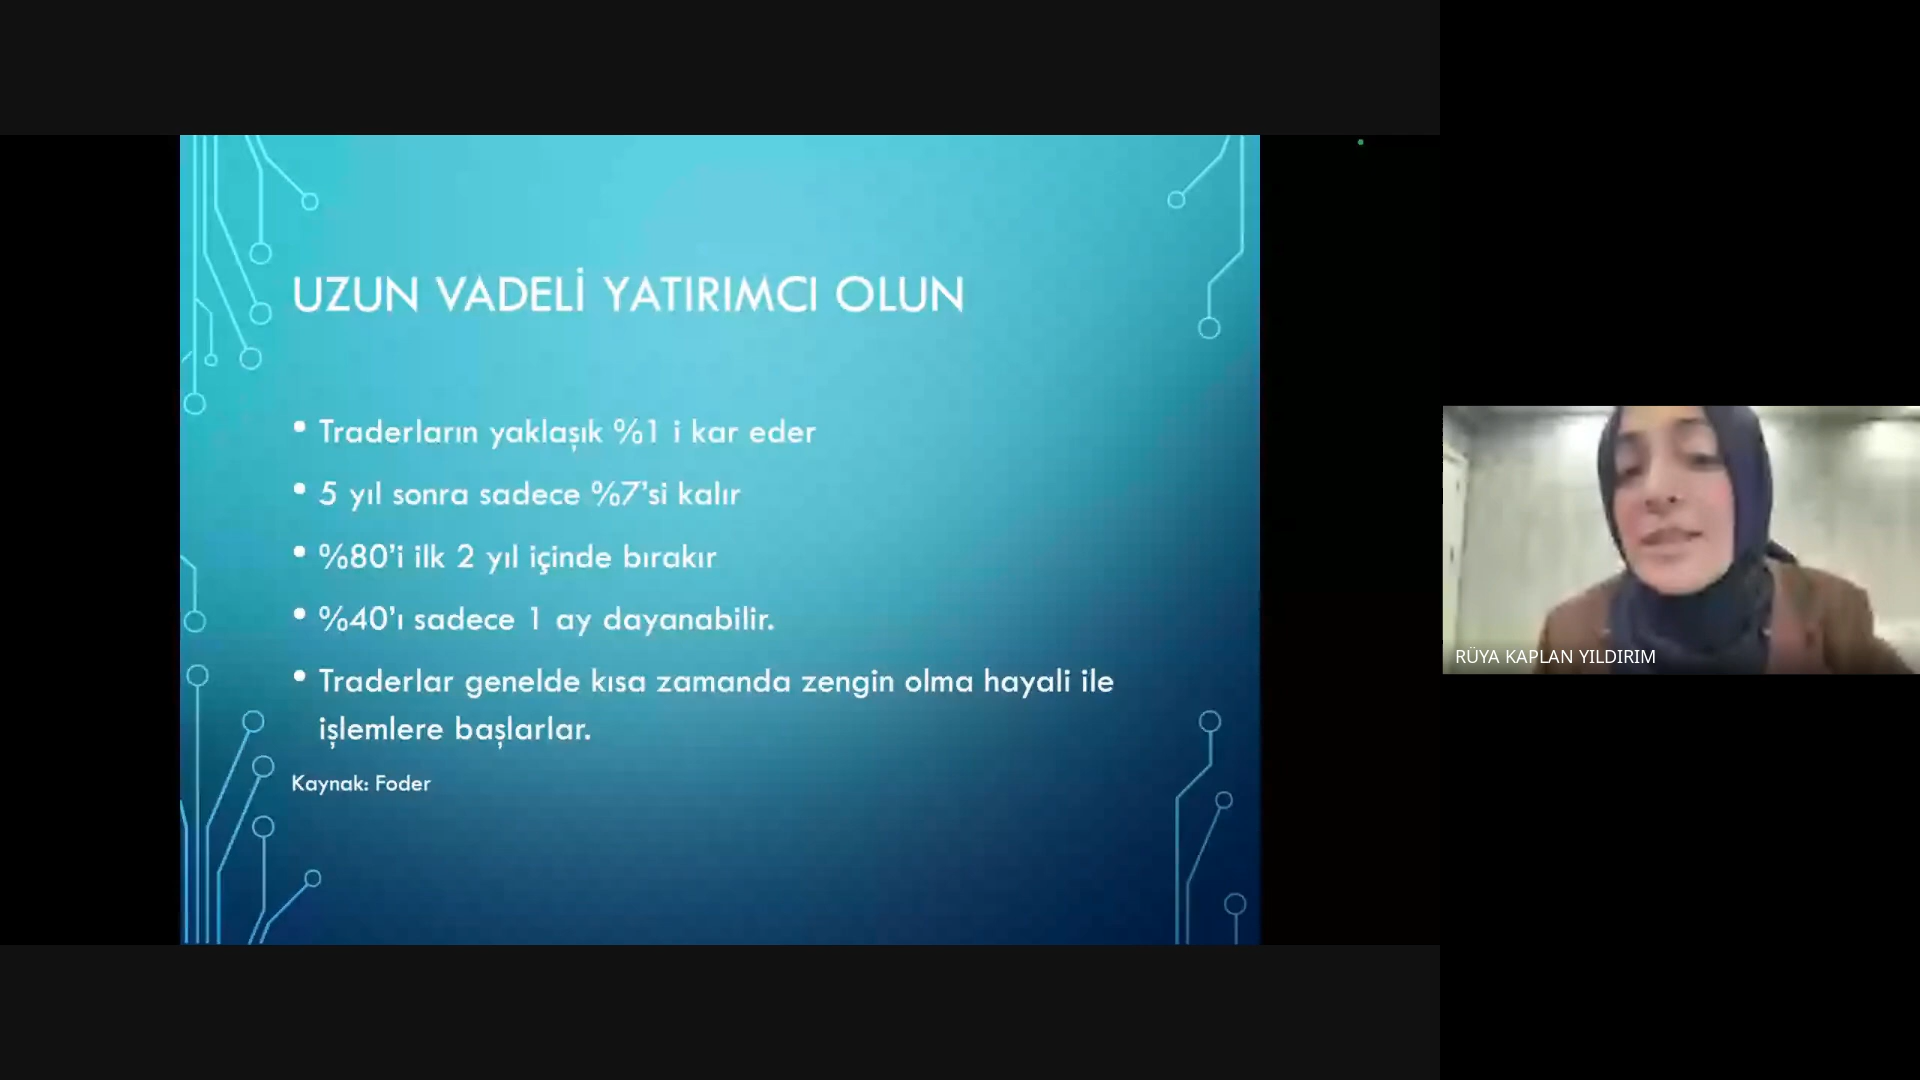 UZUN VADELİ YATIRIMCI OLUN
• Traderların yaklaşık %1 i kar eder
• 5 yıl sonra sadece %7’si kalır
• %80’i ilk 2 yıl içinde bırakır
• %40’ı sadece 1 ay dayanabilir.
• Traderlar genelde kısa zamanda zengin olma hayali ile
işlemlere başlarlar.
Kaynak: Foder
RÜYA KAPLAN YILDIRIM